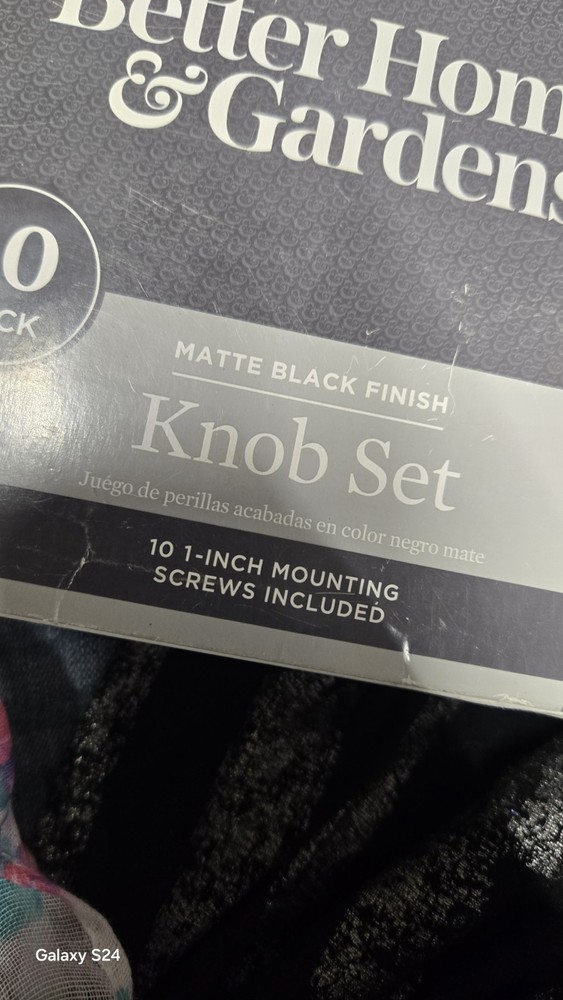 Better Hom
& Gardens
0
CK
MATTE BLACK FINISH
Knob Set
Juégo de perillas acabadas en color negro mate
10 1-INCH MOUNTING
SCREWS INCLUDED
Galaxy S24